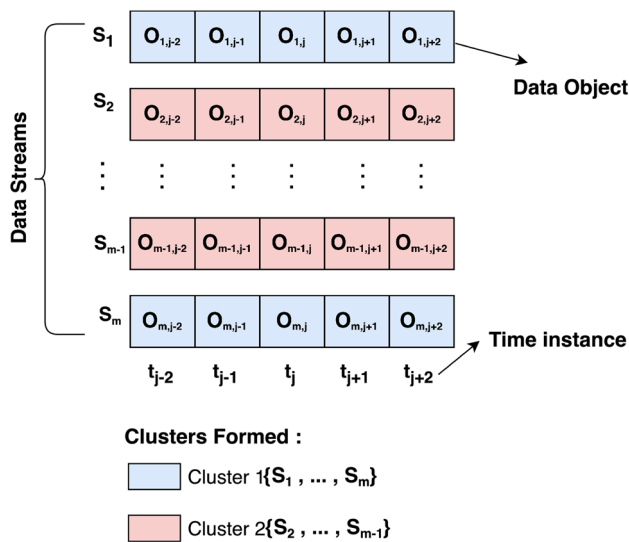 S₁ O₁,ⱼ₋₂ O₁,ⱼ₋₁ O₁,ⱼ O₁,ⱼ₊₁ O₁,ⱼ₊₂
Data Object
S₂ O₂,ⱼ₋₂ O₂,ⱼ₋₁ O₂,ⱼ O₂,ⱼ₊₁ O₂,ⱼ₊₂
Data Streams
Sₘ₋₁ Oₘ₋₁,ⱼ₋₂ Oₘ₋₁,ⱼ₋₁ Oₘ₋₁,ⱼ Oₘ₋₁,ⱼ₊₁ Oₘ₋₁,ⱼ₊₂
Sₘ Oₘ,ⱼ₋₂ Oₘ,ⱼ₋₁ Oₘ,ⱼ Oₘ,ⱼ₊₁ Oₘ,ⱼ₊₂
Time instance
tⱼ₋₂ tⱼ₋₁ tⱼ tⱼ₊₁ tⱼ₊₂
Clusters Formed :
Cluster 1{S₁ , ... , Sₘ}
Cluster 2{S₂ , ... , Sₘ₋₁}